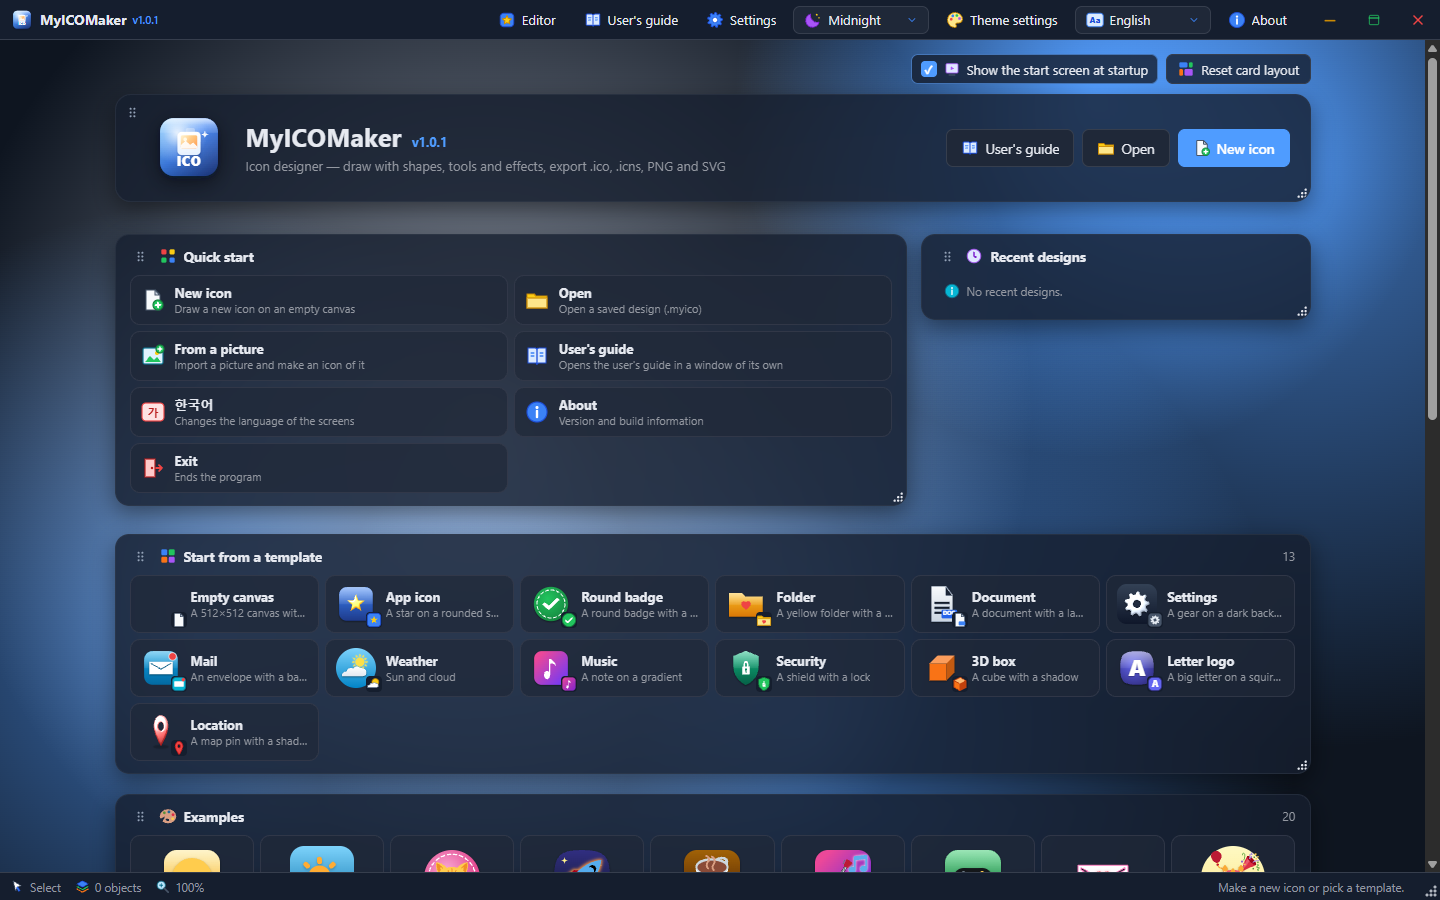 MyICOMaker v1.0.1
Editor
User's guide
Settings
Midnight
Theme settings
Aa English
About
Show the start screen at startup
Reset card layout
ICO
MyICOMaker v1.0.1
Icon designer — draw with shapes, tools and effects, export .ico, .icns, PNG and SVG
User's guide
Open
New icon
Quick start
New icon
Draw a new icon on an empty canvas
Open
Open a saved design (.myico)
From a picture
Import a picture and make an icon of it
User's guide
Opens the user's guide in a window of its own
가
한국어
Changes the language of the screens
About
Version and build information
Exit
Ends the program
Recent designs
No recent designs.
Start from a template
13
Empty canvas
A 512×512 canvas wit...
App icon
A star on a rounded s...
Round badge
A round badge with a ...
Folder
A yellow folder with a ...
Document
A document with a la...
Settings
A gear on a dark back...
Mail
An envelope with a ba...
Weather
Sun and cloud
Music
A note on a gradient
Security
A shield with a lock
3D box
A cube with a shadow
A
A
Letter logo
A big letter on a squir...
Location
A map pin with a shad...
Examples
20
Select
0 objects
100%
Make a new icon or pick a template.